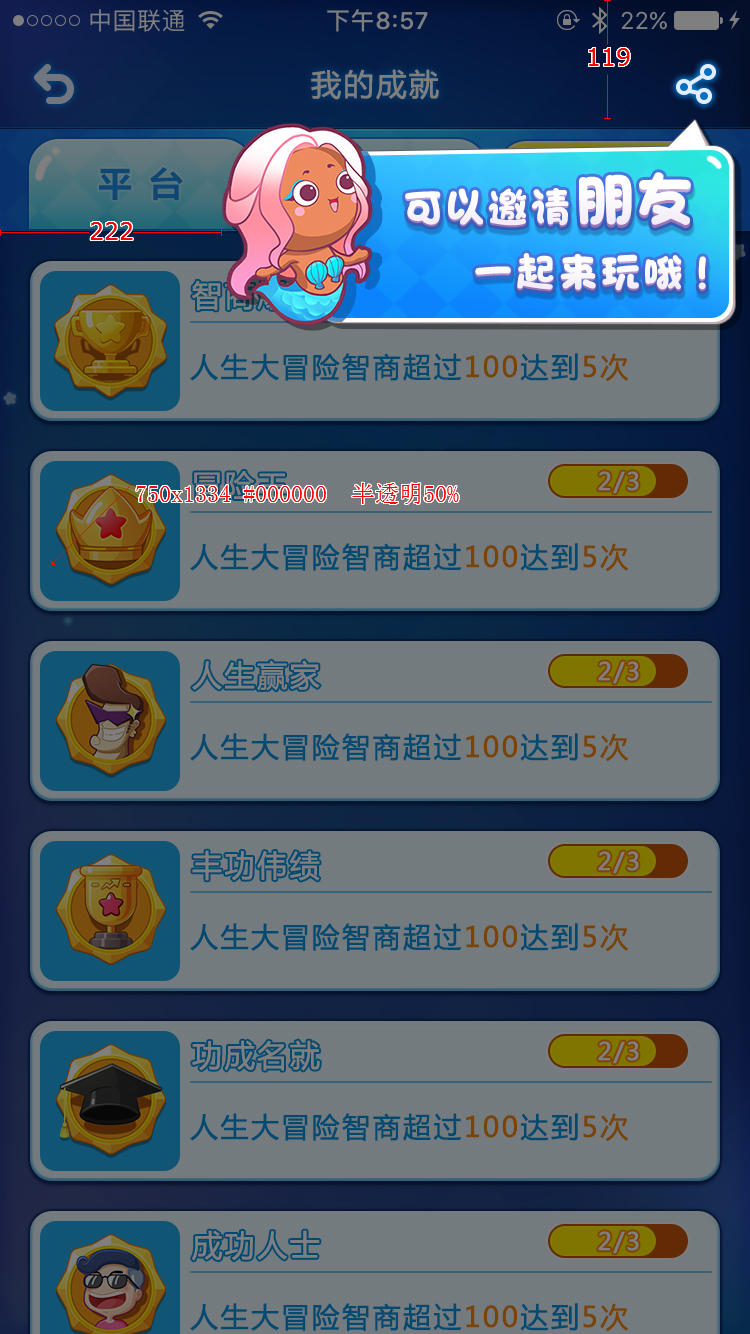 中国联通 下午8:57 22%
119
我的成就
平台
可以邀请朋友
222
一起来玩哦！
智商
人生大冒险智商超过100达到5次
冒险王 2/3
750x1334 #000000 半透明50%
人生大冒险智商超过100达到5次
人生赢家 2/3
人生大冒险智商超过100达到5次
丰功伟绩 2/3
人生大冒险智商超过100达到5次
功成名就 2/3
人生大冒险智商超过100达到5次
成功人士 2/3
人生大冒险智商超过100达到5次